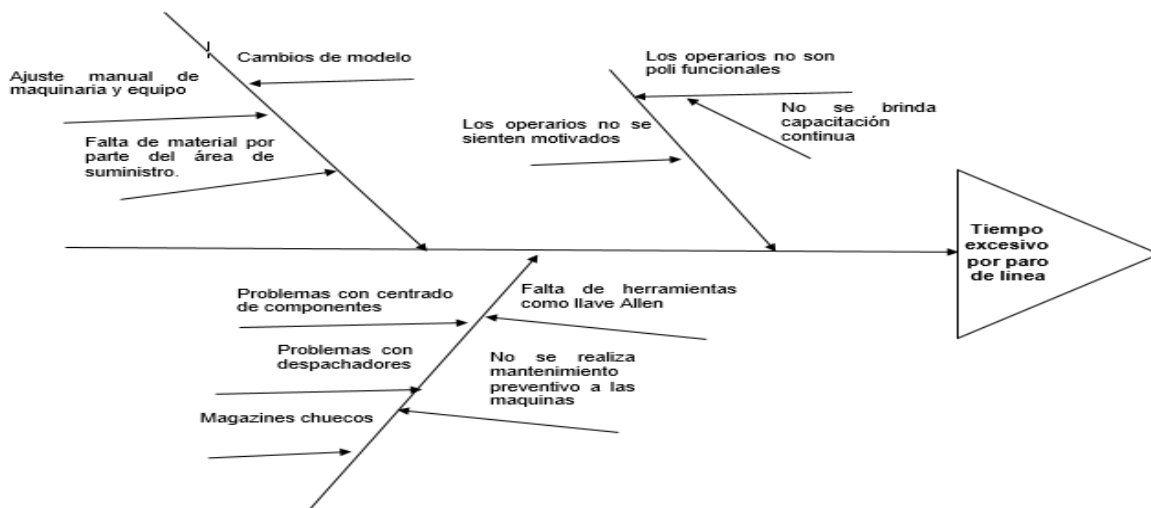 Cambios de modelo
Ajuste manual de
maquinaria y equipo
Falta de material por
parte del área de
suministro.
Los operarios no son
poli funcionales
No se brinda
capacitación
continua
Los operarios no se
sienten motivados
Tiempo
excesivo
por paro
de linea
Problemas con centrado
de componentes
Falta de herramientas
como llave Allen
Problemas con
despachadores
No se realiza
mantenimiento
preventivo a las
maquinas
Magazines chuecos